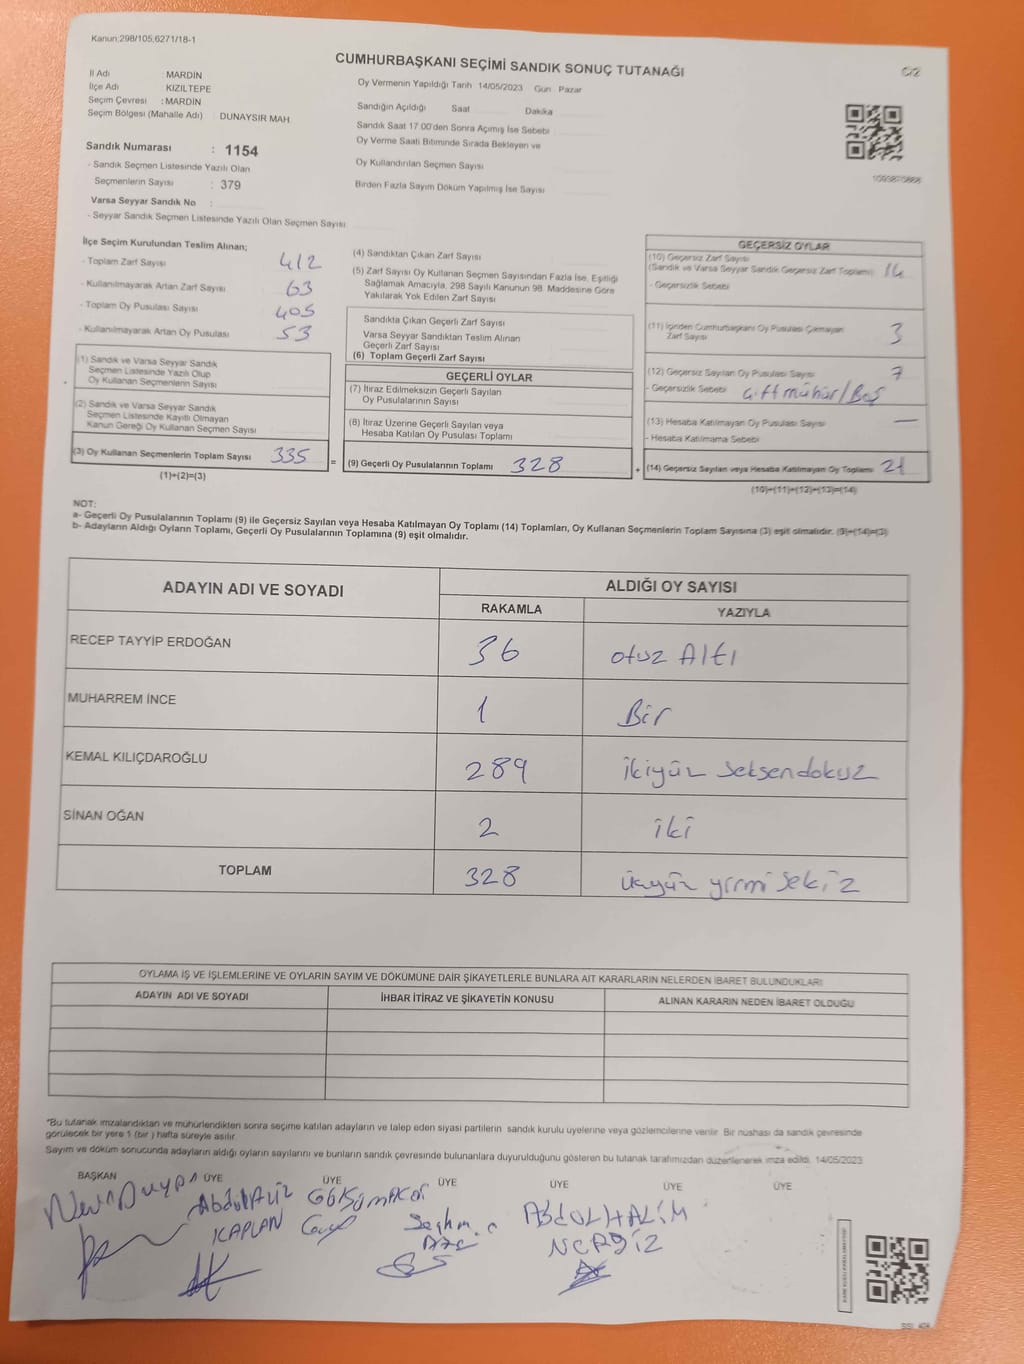 Kanun:298/105,6271/18-1
CUMHURBAŞKANI SEÇİMİ SANDIK SONUÇ TUTANAĞI
C/2
İl Adı MARDİN
İlçe Adı KIZILTEPE
Seçim Çevresi : MARDİN
Seçim Bölgesi (Mahalle Adı) : DUNAYSIR MAH.
Oy Vermenin Yapıldığı Tarih 14/05/2023 Gün Pazar
Sandığın Açıldığı Saat Dakika
Sandık Saat 17.00'den Sonra Açımış İse Sebebi
Oy Verme Saati Bitiminde Sırada Bekleyen ve
Oy Kullandırılan Seçmen Sayısı
Birden Fazla Sayım Döküm Yapılmış İse Sayısı
Sandık Numarası : 1154
- Sandık Seçmen Listesinde Yazılı Olan
Seçmenlerin Sayısı : 379
Varsa Seyyar Sandık No :
- Seyyar Sandık Seçmen Listesinde Yazılı Olan Seçmen Sayısı:
İlçe Seçim Kurulundan Teslim Alınan;
- Toplam Zarf Sayısı 412
- Kullanılmayarak Artan Zarf Sayısı 63
- Toplam Oy Pusulası Sayısı 405
- Kullanılmayarak Artan Oy Pusulası 53
(1) Sandık ve Varsa Seyyar Sandık
Seçmen Listesinde Yazılı Olup
Oy Kullanan Seçmenlerin Sayısı
(2) Sandık ve Varsa Seyyar Sandık
Seçmen Listesinde Kayıtlı Olmayan
Kanun Gereği Oy Kullanan Seçmen Sayısı
(3) Oy Kullanan Seçmenlerin Toplam Sayısı 335
(1)+(2)=(3)
=
(4) Sandıktan Çıkan Zarf Sayısı
(5) Zarf Sayısı Oy Kullanan Seçmen Sayısından Fazla İse, Eşitliği
Sağlamak Amacıyla, 298 Sayılı Kanunun 98. Maddesine Göre
Yakılarak Yok Edilen Zarf Sayısı
Sandıkta Çıkan Geçerli Zarf Sayısı
Varsa Seyyar Sandıktan Teslim Alınan
Geçerli Zarf Sayısı
(6) Toplam Geçerli Zarf Sayısı
GEÇERLİ OYLAR
(7) İtiraz Edilmeksizin Geçerli Sayılan
Oy Pusulalarının Sayısı
(8) İtiraz Üzerine Geçerli Sayılan veya
Hesaba Katılan Oy Pusulası Toplamı
(9) Geçerli Oy Pusulalarının Toplamı 328
+
GEÇERSİZ OYLAR
(10) Geçersiz Zarf Sayısı
(Sandık ve Varsa Seyyar Sandık Geçersiz Zarf Toplamı)
- Geçersizlik Sebebi
(11) İçinden Cumhurbaşkanı Oy Pusulası Çıkmayan
Zarf Sayısı 3
(12) Geçersiz Sayılan Oy Pusulası Sayısı 7
- Geçersizlik Sebebi Çift mühür/Boş
(13) Hesaba Katılmayan Oy Pusulası Sayısı —
- Hesaba Katılmama Sebebi
(14) Geçersiz Sayılan veya Hesaba Katılmayan Oy Toplamı 21
(10)+(11)+(12)+(13)=(14)
NOT:
a- Geçerli Oy Pusulalarının Toplamı (9) ile Geçersiz Sayılan veya Hesaba Katılmayan Oy Toplamı (14) Toplamları, Oy Kullanan Seçmenlerin Toplam Sayısına (3) eşit olmalıdır. (9)+(14)=(3)
b- Adayların Aldığı Oyların Toplamı, Geçerli Oy Pusulalarının Toplamına (9) eşit olmalıdır.
ADAYIN ADI VE SOYADI ALDIĞI OY SAYISI
RAKAMLA YAZIYLA
RECEP TAYYİP ERDOĞAN 36 otuz Altı
MUHARREM İNCE 1 Bir
KEMAL KILIÇDAROĞLU 289 ikiyüz seksendokuz
SİNAN OĞAN 2 iki
TOPLAM 328 üçyüz yirmi sekiz
OYLAMA İŞ VE İŞLEMLERİNE VE OYLARIN SAYIM VE DÖKÜMÜNE DAİR ŞİKAYETLERLE BUNLARA AİT KARARLARIN NELERDEN İBARET BULUNDUKLARI
ADAYIN ADI VE SOYADI İHBAR İTİRAZ VE ŞİKAYETİN KONUSU ALINAN KARARIN NEDEN İBARET OLDUĞU
*Bu tutanak imzalandıktan ve mühürlendikten sonra seçime katılan adayların ve talep eden siyasi partilerin sandık kurulu üyelerine veya gözlemcilerine verilir. Bir nüshası da sandık çevresinde
görülecek bir yere 1 (bir ) hafta süreyle asılır.
Sayım ve döküm sonucunda adayların aldığı oyların sayılarını ve bunların sandık çevresinde bulunanlara duyurulduğunu gösteren bu tutanak tarafımızdan düzenlenerek imza edildi. 14/05/2023
BAŞKAN ÜYE ÜYE ÜYE ÜYE ÜYE ÜYE
AbdulAziz
KAPLAN
ABDULHALİM
NERGİZ